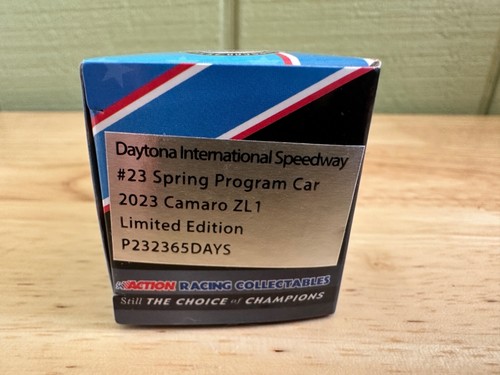 Daytona International Speedway
#23 Spring Program Car
2023 Camaro ZL1
Limited Edition
P232365DAYS
ACTION RACING COLLECTABLES
Still THE CHOICE of CHAMPIONS